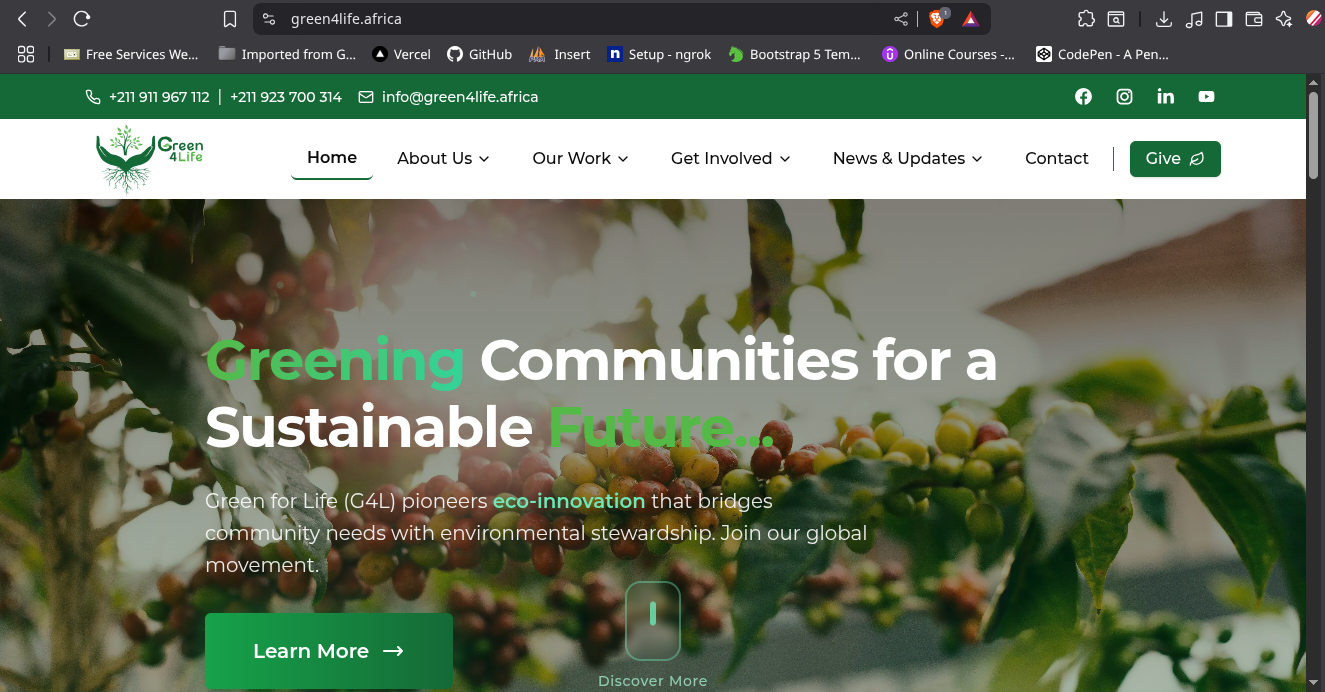 green4life.africa
1
Free Services We...
Imported from G...
Vercel
GitHub
Insert
Setup - ngrok
Bootstrap 5 Tem...
Online Courses -...
CodePen - A Pen...
+211 911 967 112 | +211 923 700 314
info@green4life.africa
Green
4Life
Home
About Us
Our Work
Get Involved
News & Updates
Contact
Give
Greening Communities for a
Sustainable Future...
Green for Life (G4L) pioneers eco-innovation that bridges
community needs with environmental stewardship. Join our global
movement.
Learn More →
Discover More